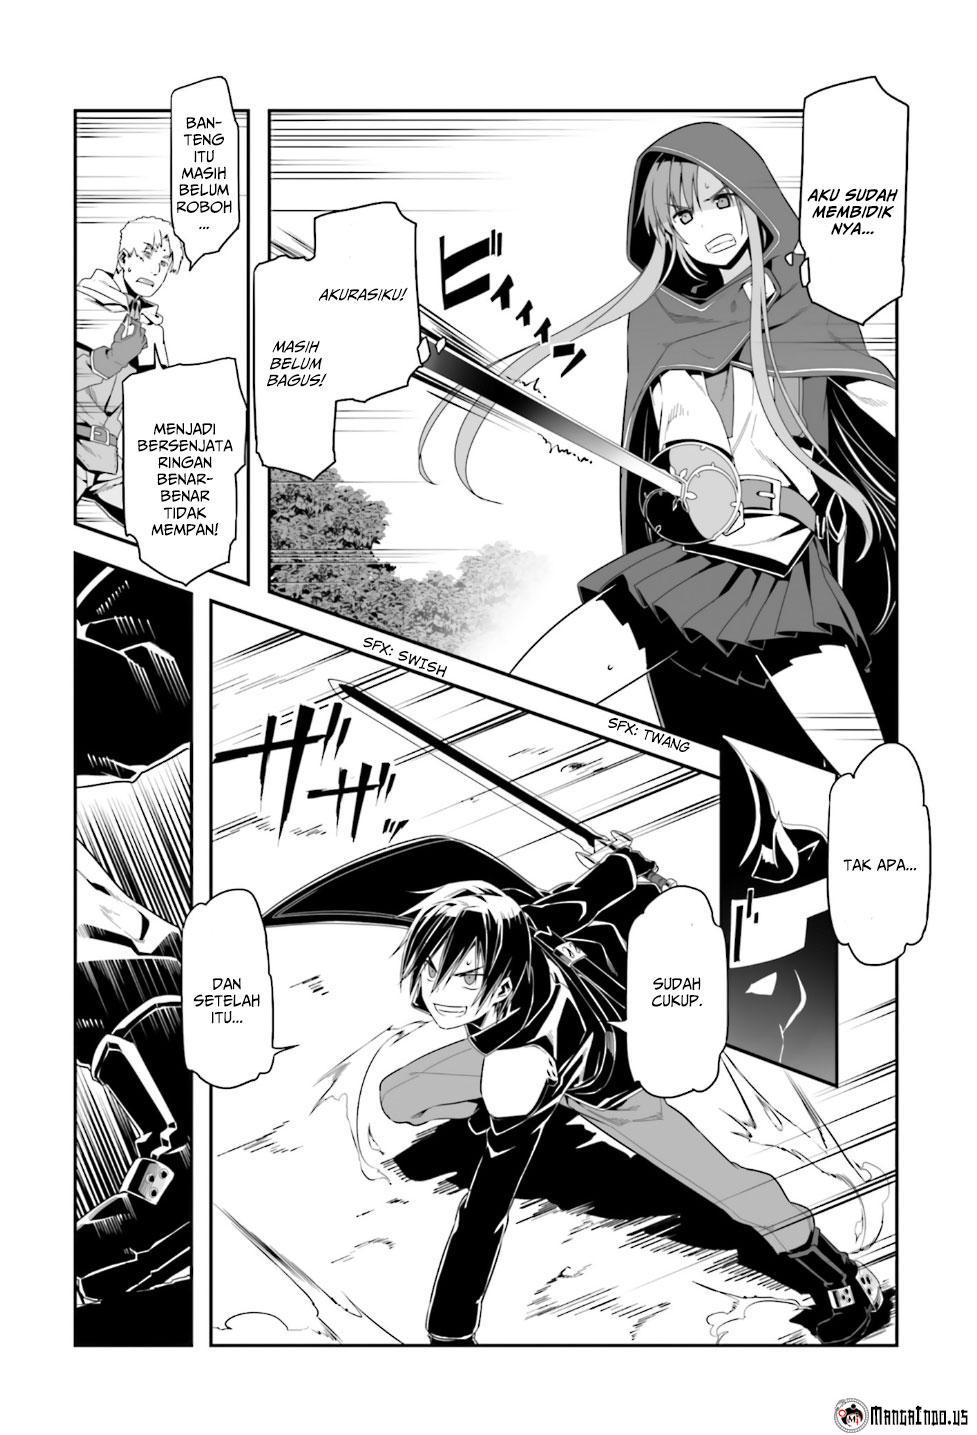 AKU SUDAH
MEMBIDIK
NYA...
ビィィィン
AKURASIKU!
MASIH
BELUM
BAGUS!
BAN-
TENG
ITU
MASIH
BELUM
ROBOH
...
MENJADI
BERSENJATA
RINGAN
BENAR-
BENAR
TIDAK
MEMPAN!
SFX: TWANG
SFX: SWISH
TAK APA...
SUDAH
CUKUP.
ザザッ
DAN
SETELAH
ITU...
MANGAINDO.US